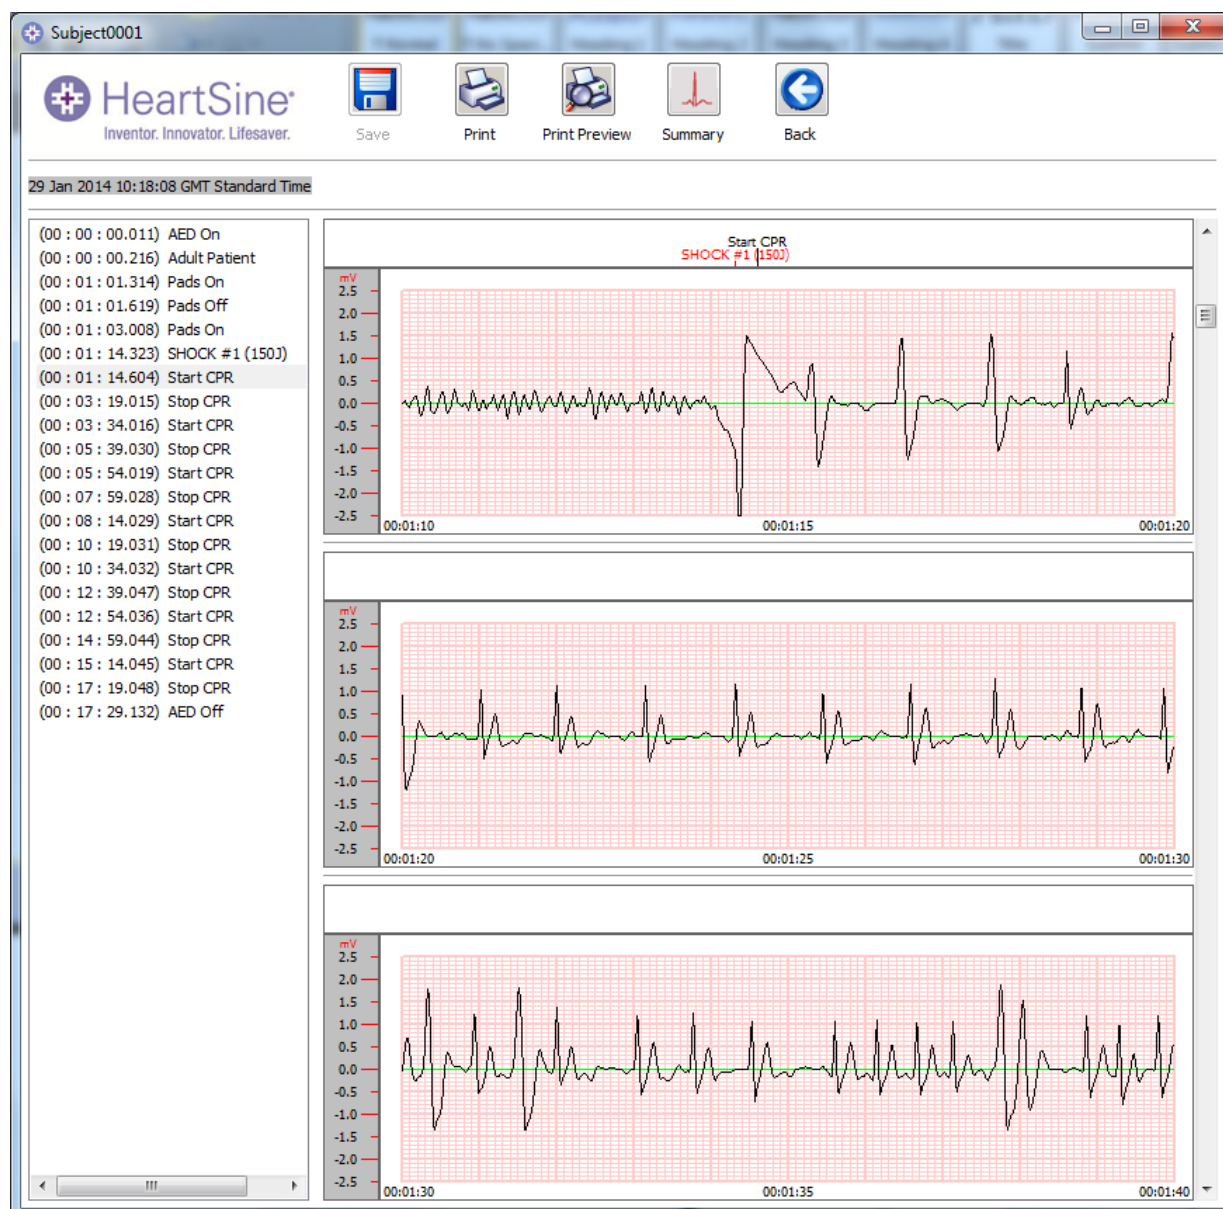 Subject0001
HeartSine
Inventor. Innovator. Lifesaver.
Save
Print
Print Preview
Summary
Back
29 Jan 2014 10:18:08 GMT Standard Time
(00 : 00 : 00.011) AED On
(00 : 00 : 00.216) Adult Patient
(00 : 01 : 01.314) Pads On
(00 : 01 : 01.619) Pads Off
(00 : 01 : 03.008) Pads On
(00 : 01 : 14.323) SHOCK #1 (150J)
(00 : 01 : 14.604) Start CPR
(00 : 03 : 19.015) Stop CPR
(00 : 03 : 34.016) Start CPR
(00 : 05 : 39.030) Stop CPR
(00 : 05 : 54.019) Start CPR
(00 : 07 : 59.028) Stop CPR
(00 : 08 : 14.029) Start CPR
(00 : 10 : 19.031) Stop CPR
(00 : 10 : 34.032) Start CPR
(00 : 12 : 39.047) Stop CPR
(00 : 12 : 54.036) Start CPR
(00 : 14 : 59.044) Stop CPR
(00 : 15 : 14.045) Start CPR
(00 : 17 : 19.048) Stop CPR
(00 : 17 : 29.132) AED Off
Start CPR
SHOCK #1 (150J)
mV
2.5
2.0
1.5
1.0
0.5
0.0
-0.5
-1.0
-1.5
-2.0
-2.5
00:01:10
00:01:15
00:01:20
mV
2.5
2.0
1.5
1.0
0.5
0.0
-0.5
-1.0
-1.5
-2.0
-2.5
00:01:20
00:01:25
00:01:30
mV
2.5
2.0
1.5
1.0
0.5
0.0
-0.5
-1.0
-1.5
-2.0
-2.5
00:01:30
00:01:35
00:01:40